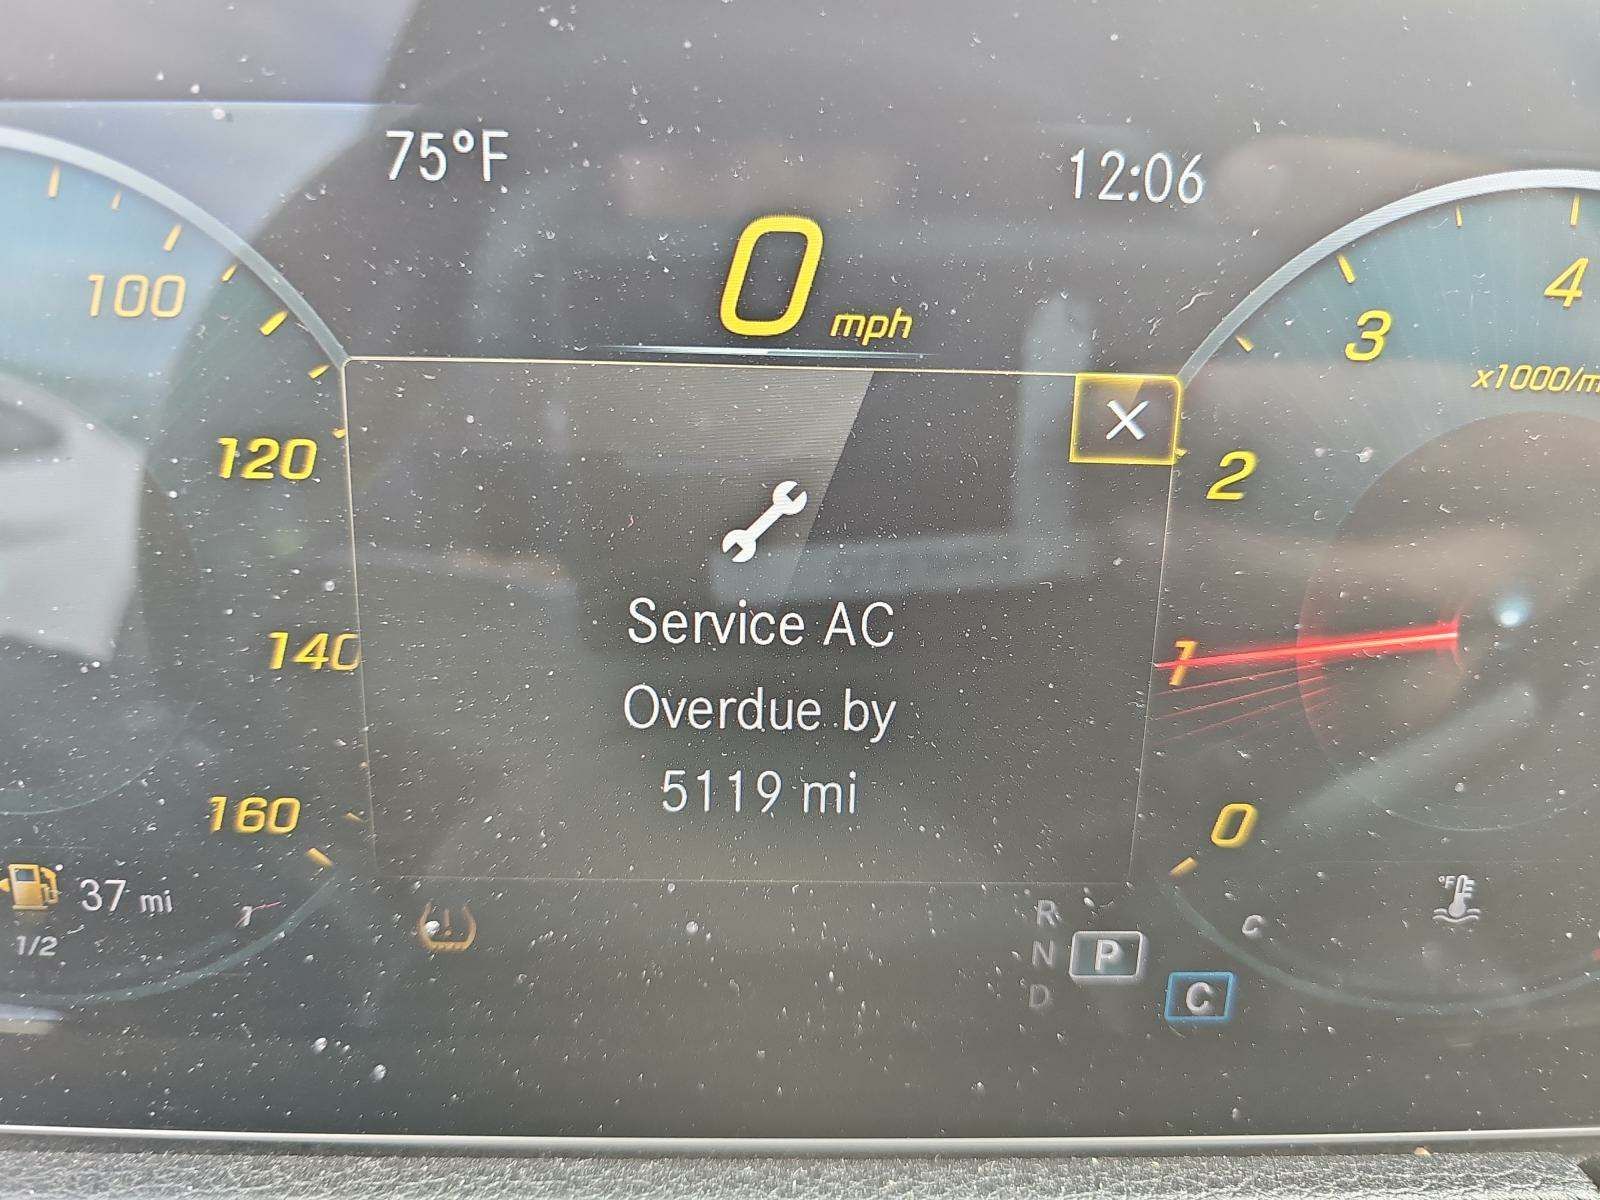 75°F
12:06
0 mph
100
120
140
160
4
3
x1000/m
2
1
0
X
Service AC
Overdue by
5119 mi
37 mi
1/2
R
N
P
D
C
C
°F